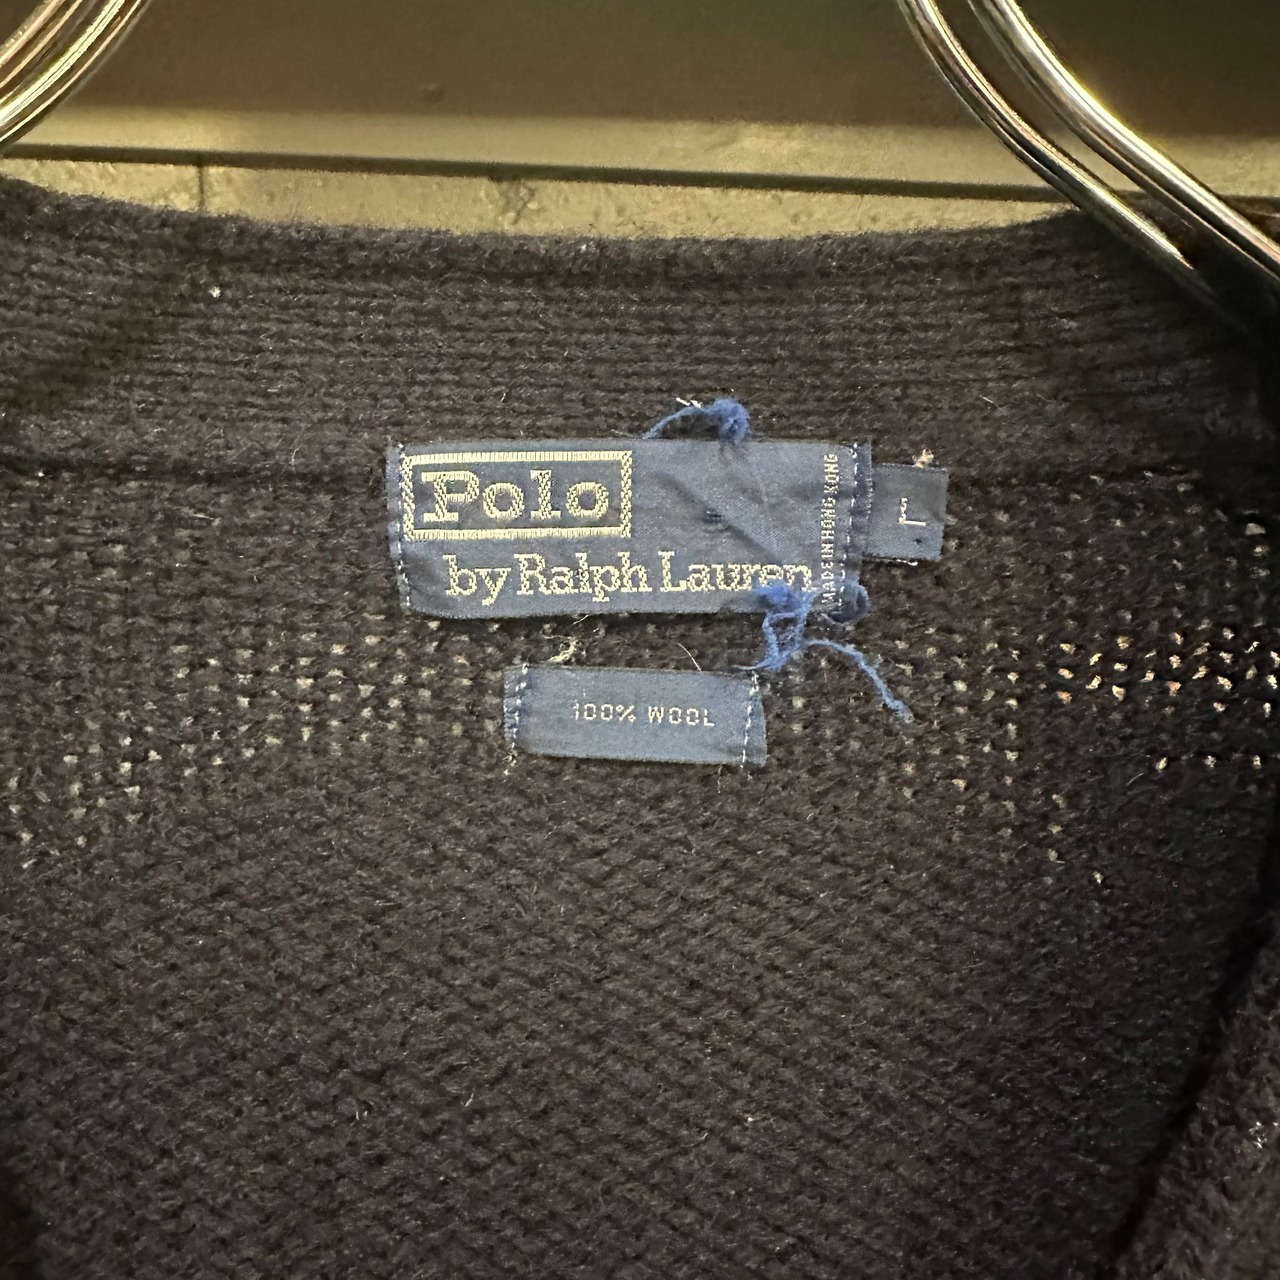 Polo
by Ralph Lauren
MADE IN HONG KONG
L
100% WOOL